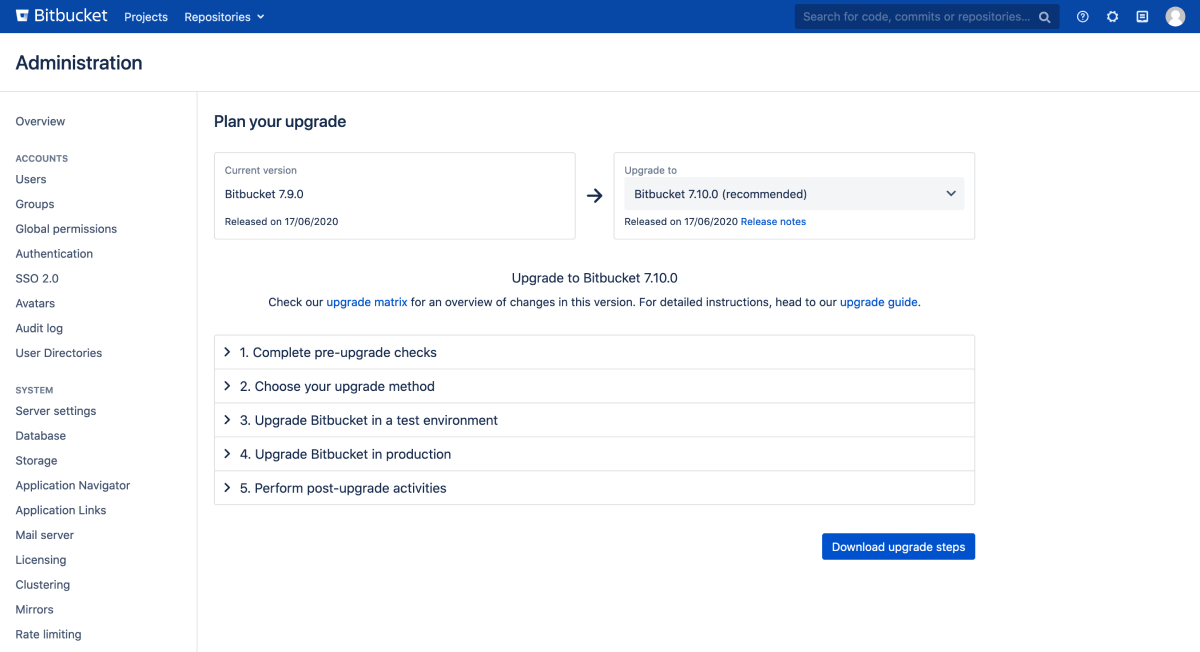 Bitbucket Projects Repositories Search for code, commits or repositories...
Administration
Overview
ACCOUNTS
Users
Groups
Global permissions
Authentication
SSO 2.0
Avatars
Audit log
User Directories
SYSTEM
Server settings
Database
Storage
Application Navigator
Application Links
Mail server
Licensing
Clustering
Mirrors
Rate limiting
Plan your upgrade
Current version
Bitbucket 7.9.0
Released on 17/06/2020
Upgrade to
Bitbucket 7.10.0 (recommended)
Released on 17/06/2020 Release notes
Upgrade to Bitbucket 7.10.0
Check our upgrade matrix for an overview of changes in this version. For detailed instructions, head to our upgrade guide.
1. Complete pre-upgrade checks
2. Choose your upgrade method
3. Upgrade Bitbucket in a test environment
4. Upgrade Bitbucket in production
5. Perform post-upgrade activities
Download upgrade steps